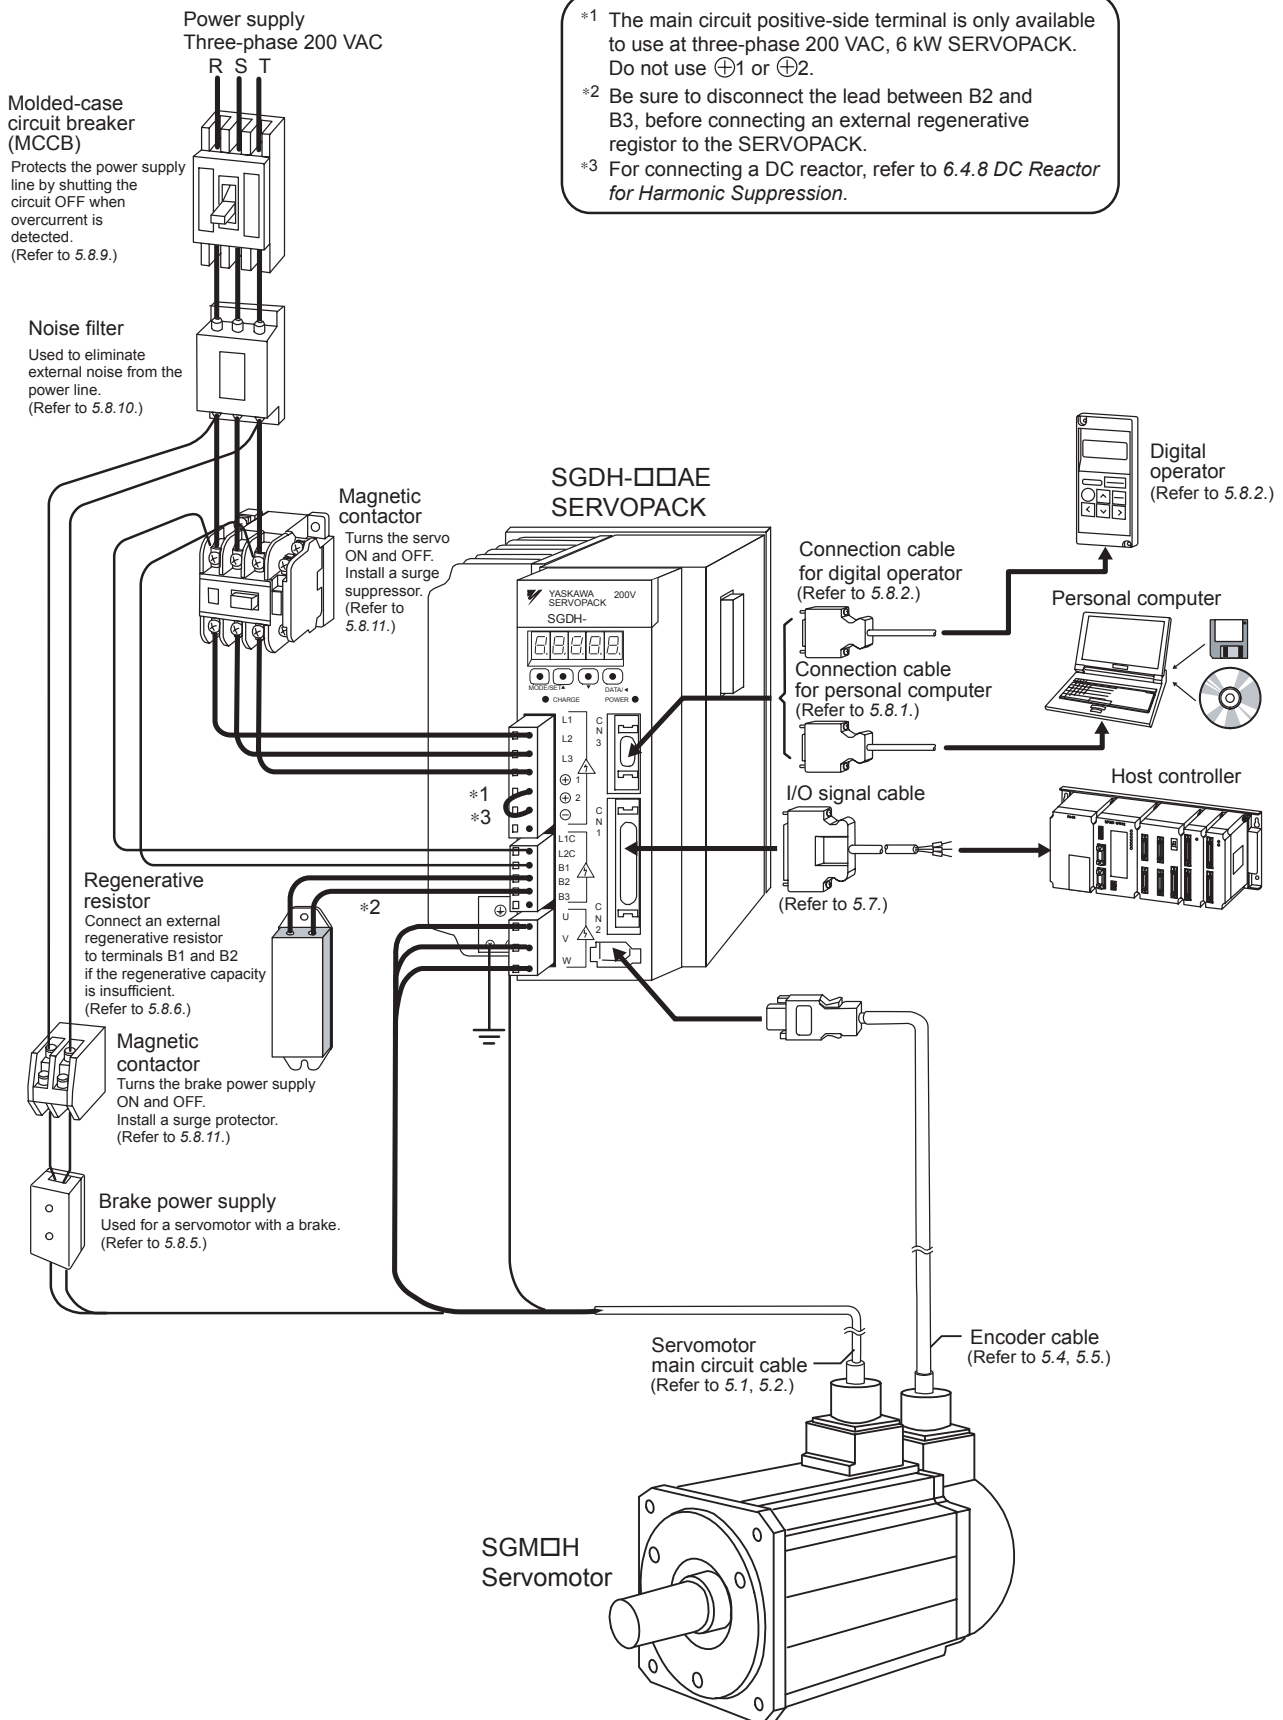 Power supply
Three-phase 200 VAC
R S T
*1 The main circuit positive-side terminal is only available
to use at three-phase 200 VAC, 6 kW SERVOPACK.
Do not use ⊕1 or ⊕2.
*2 Be sure to disconnect the lead between B2 and
B3, before connecting an external regenerative
registor to the SERVOPACK.
*3 For connecting a DC reactor, refer to 6.4.8 DC Reactor
for Harmonic Suppression.
Molded-case
circuit breaker
(MCCB)
Protects the power supply
line by shutting the
circuit OFF when
overcurrent is
detected.
(Refer to 5.8.9.)
Noise filter
Used to eliminate
external noise from the
power line.
(Refer to 5.8.10.)
Magnetic
contactor
Turns the servo
ON and OFF.
Install a surge
suppressor.
(Refer to
5.8.11.)
SGDH-□□AE
SERVOPACK
YASKAWA 200V
SERVOPACK
SGDH-
8.8.8.8.8.
MODE/SET▲ ▼ DATA/◄
CHARGE POWER
L1
L2
L3
⊕ 1
⊕ 2
⊖
L1C
L2C
B1
B2
B3
U
V
W
CN3
CN1
CN2
*1
*3
*2
Digital
operator
(Refer to 5.8.2.)
Connection cable
for digital operator
(Refer to 5.8.2.)
Personal computer
Connection cable
for personal computer
(Refer to 5.8.1.)
Host controller
I/O signal cable
(Refer to 5.7.)
Regenerative
resistor
Connect an external
regenerative resistor
to terminals B1 and B2
if the regenerative capacity
is insufficient.
(Refer to 5.8.6.)
Magnetic
contactor
Turns the brake power supply
ON and OFF.
Install a surge protector.
(Refer to 5.8.11.)
Brake power supply
Used for a servomotor with a brake.
(Refer to 5.8.5.)
Servomotor
main circuit cable
(Refer to 5.1, 5.2.)
Encoder cable
(Refer to 5.4, 5.5.)
SGM□H
Servomotor